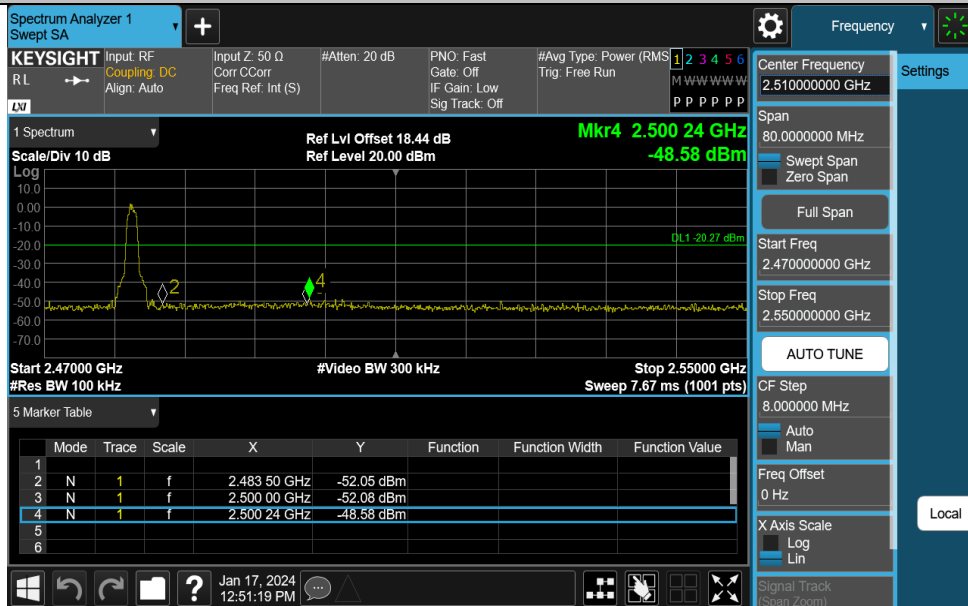 Spectrum Analyzer 1
Swept SA
+
Frequency
KEYSIGHT
RL
LXI
Input: RF
Coupling: DC
Align: Auto
Input Z: 50 Ω
Corr CCorr
Freq Ref: Int (S)
#Atten: 20 dB
PNO: Fast
Gate: Off
IF Gain: Low
Sig Track: Off
#Avg Type: Power (RMS
Trig: Free Run
1 2 3 4 5 6
M W W W W W
P P P P P P
1 Spectrum
Scale/Div 10 dB
Ref Lvl Offset 18.44 dB
Ref Level 20.00 dBm
Mkr4 2.500 24 GHz
-48.58 dBm
Log
10.0
0.00
-10.0
-20.0
-30.0
-40.0
-50.0
-60.0
-70.0
DL1 -20.27 dBm
2
4
Start 2.47000 GHz
#Res BW 100 kHz
#Video BW 300 kHz
Stop 2.55000 GHz
Sweep 7.67 ms (1001 pts)
5 Marker Table
Mode Trace Scale X Y Function Function Width Function Value
1
2 N 1 f 2.483 50 GHz -52.05 dBm
3 N 1 f 2.500 00 GHz -52.08 dBm
4 N 1 f 2.500 24 GHz -48.58 dBm
5
6
?
Jan 17, 2024
12:51:19 PM
Center Frequency
2.510000000 GHz
Span
80.0000000 MHz
Swept Span
Zero Span
Full Span
Start Freq
2.470000000 GHz
Stop Freq
2.550000000 GHz
AUTO TUNE
CF Step
8.000000 MHz
Auto
Man
Freq Offset
0 Hz
X Axis Scale
Log
Lin
Signal Track
(Span Zoom)
Settings
Local